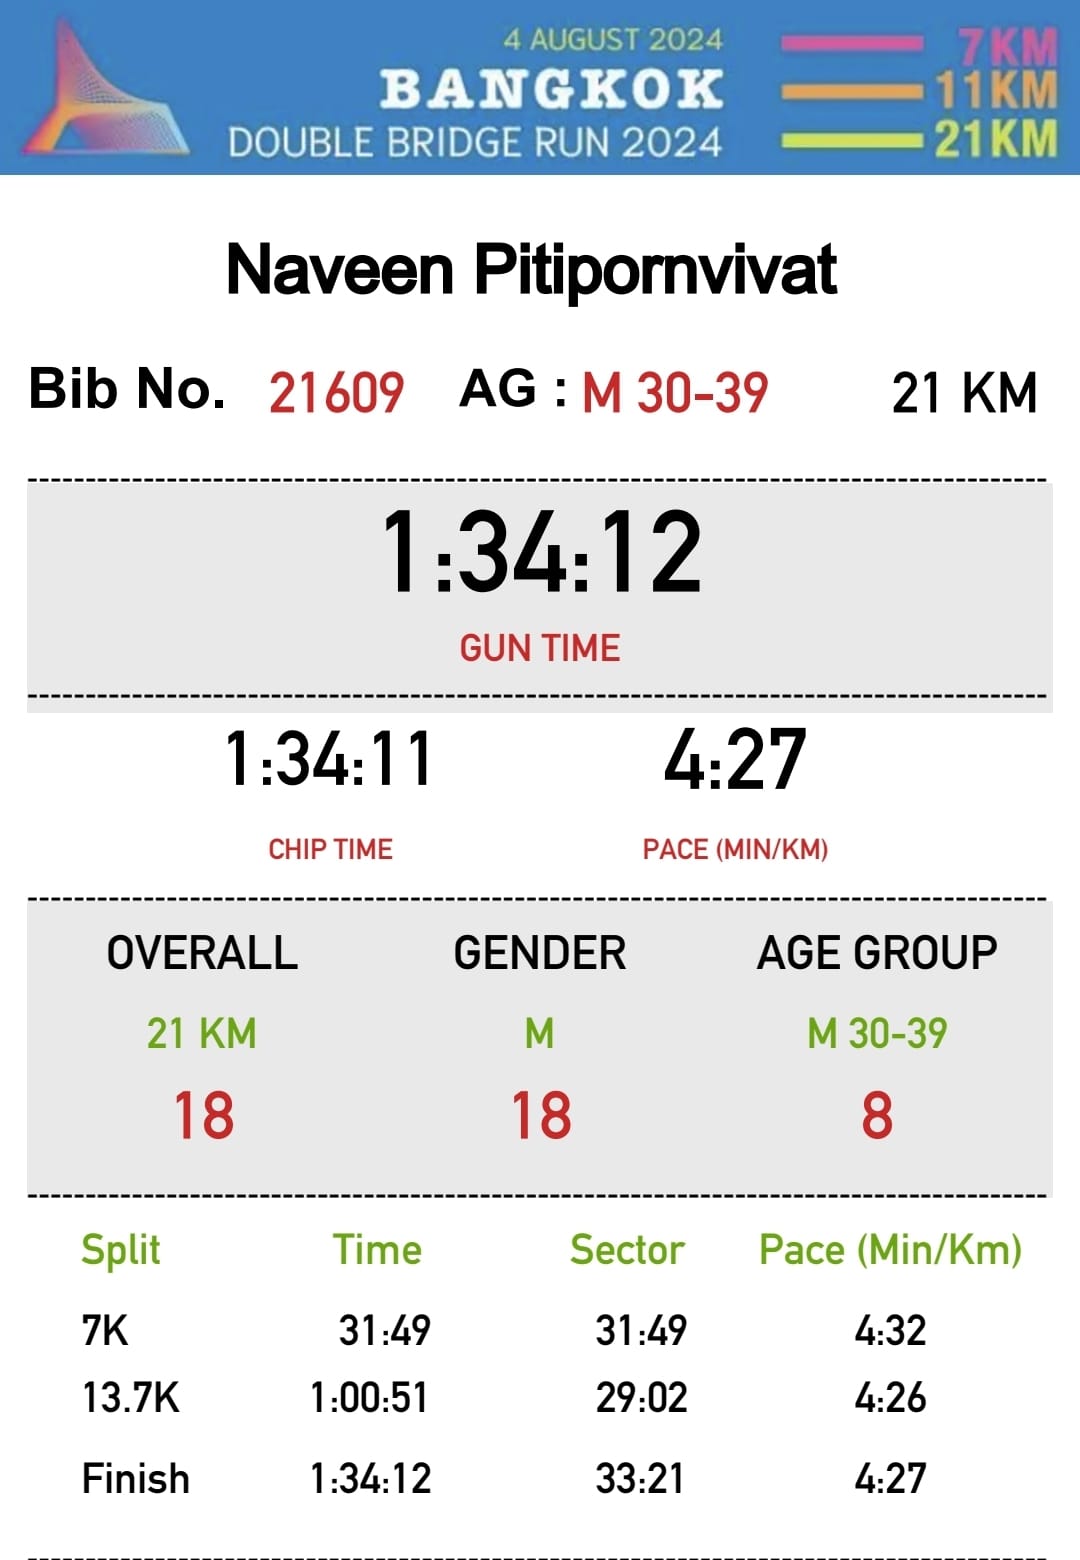 4 AUGUST 2024
BANGKOK
DOUBLE BRIDGE RUN 2024
7KM
11KM
21KM
Naveen Pitipornvivat
Bib No. 21609 AG : M 30-39 21 KM
1:34:12
GUN TIME
1:34:11 4:27
CHIP TIME PACE (MIN/KM)
OVERALL GENDER AGE GROUP
21 KM M M 30-39
18 18 8
Split Time Sector Pace (Min/Km)
7K 31:49 31:49 4:32
13.7K 1:00:51 29:02 4:26
Finish 1:34:12 33:21 4:27